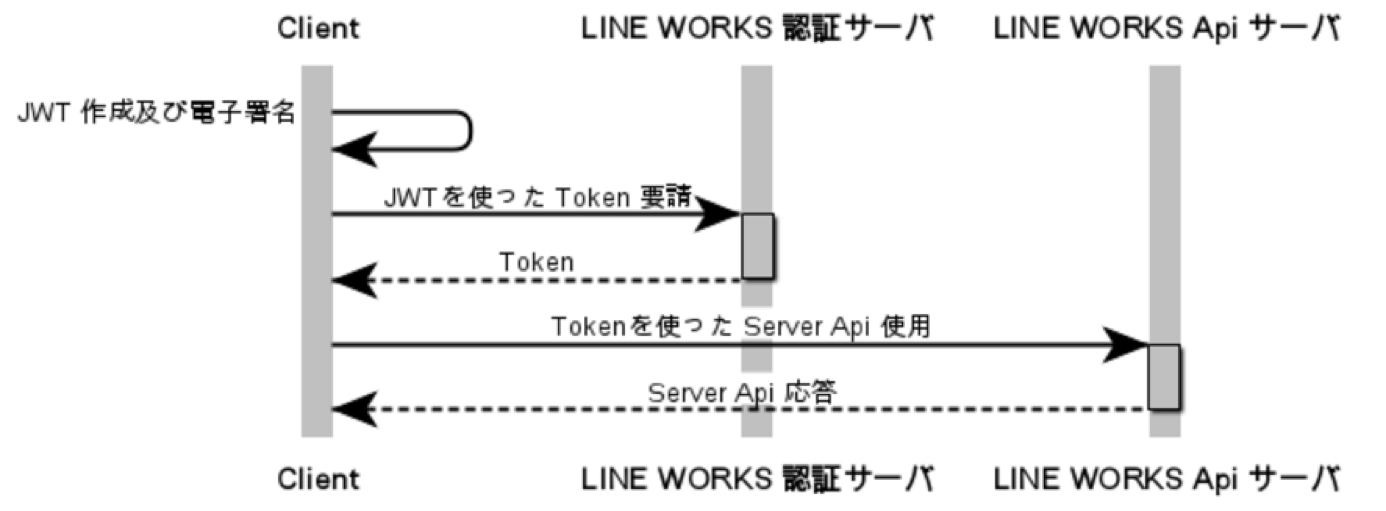 Client
LINE WORKS 認証サーバ
LINE WORKS Api サーバ
JWT 作成及び電子署名
JWTを使った Token 要請
Token
Tokenを使った Server Api 使用
Server Api 応答
Client
LINE WORKS 認証サーバ
LINE WORKS Api サーバ